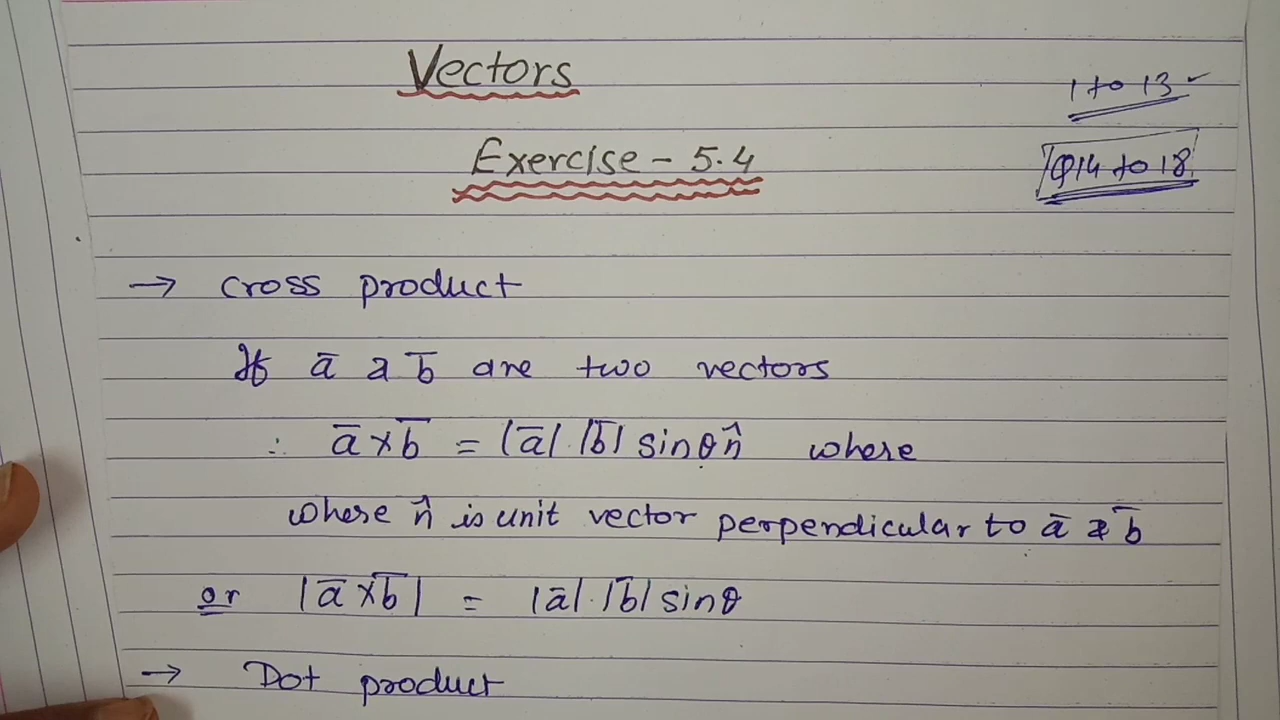 Vectors
1 to 13 ✓
Exercise - 5.4
Q14 to 18
→ cross product
If a̅ & b̅ are two vectors
∴ a̅ × b̅ = |a̅|.|b̅| sinθ n̂ where
where n̂ is unit vector perpendicular to a̅ & b̅
or |a̅ × b̅| = |a̅|.|b̅| sinθ
→ Dot product